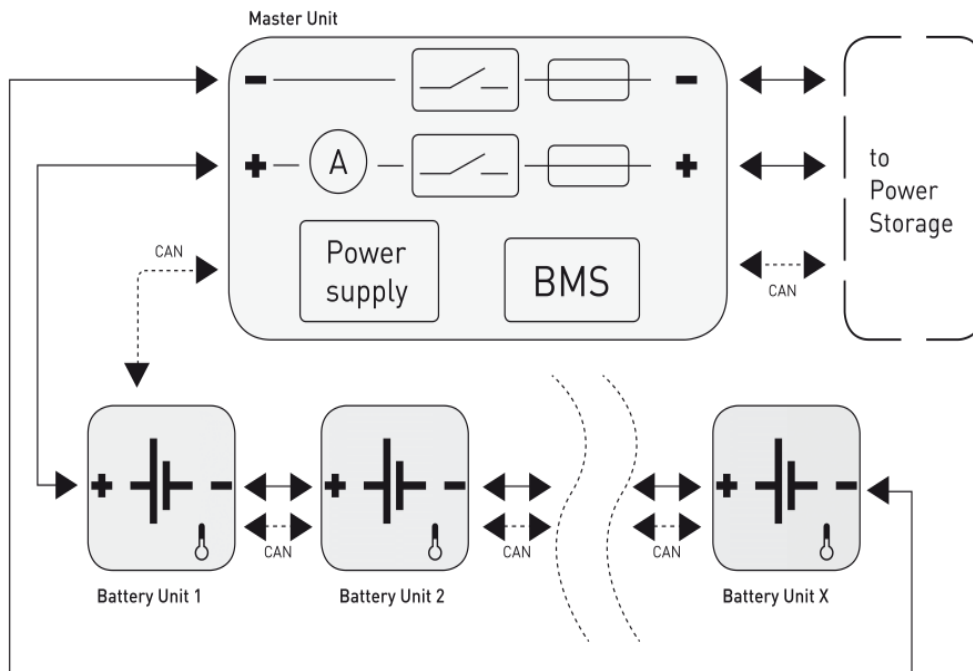 Master Unit
- -
+ A +
to
Power
Storage
CAN
Power
supply
BMS
CAN
+ - + - + -
CAN CAN CAN
Battery Unit 1 Battery Unit 2 Battery Unit X